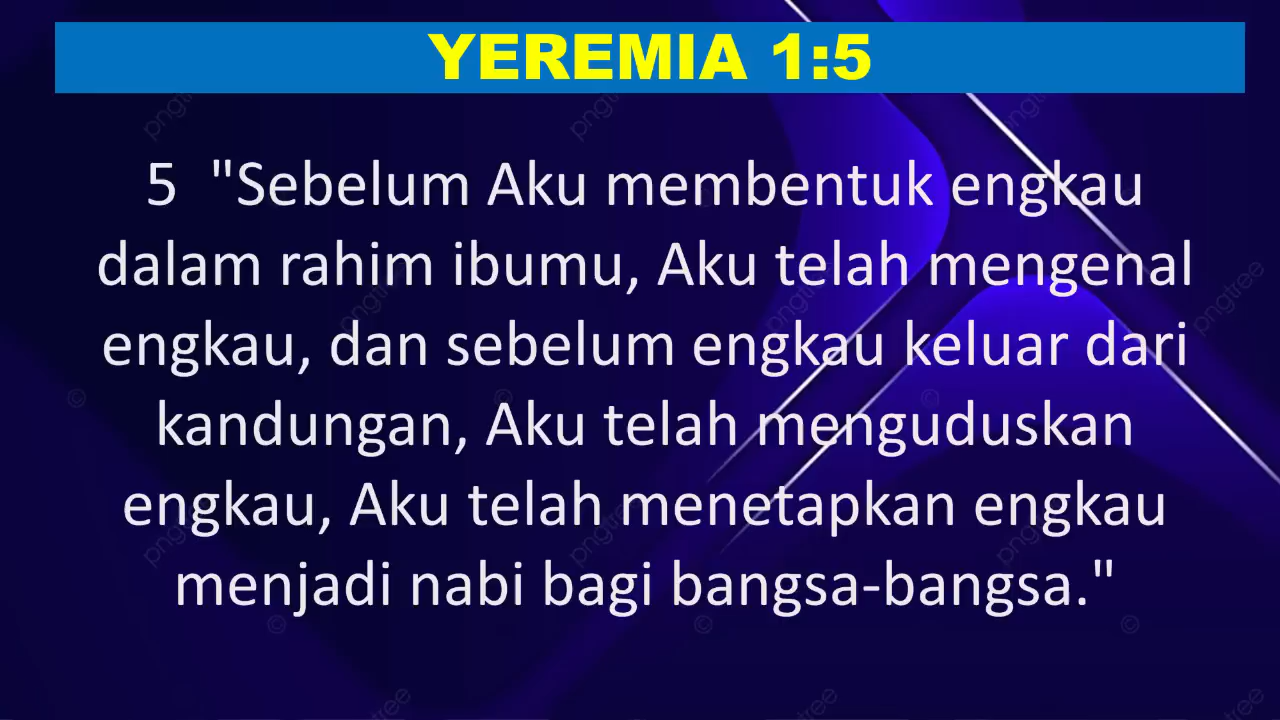 YEREMIA 1:5
5 "Sebelum Aku membentuk engkau
dalam rahim ibumu, Aku telah mengenal
engkau, dan sebelum engkau keluar dari
kandungan, Aku telah menguduskan
engkau, Aku telah menetapkan engkau
menjadi nabi bagi bangsa-bangsa."